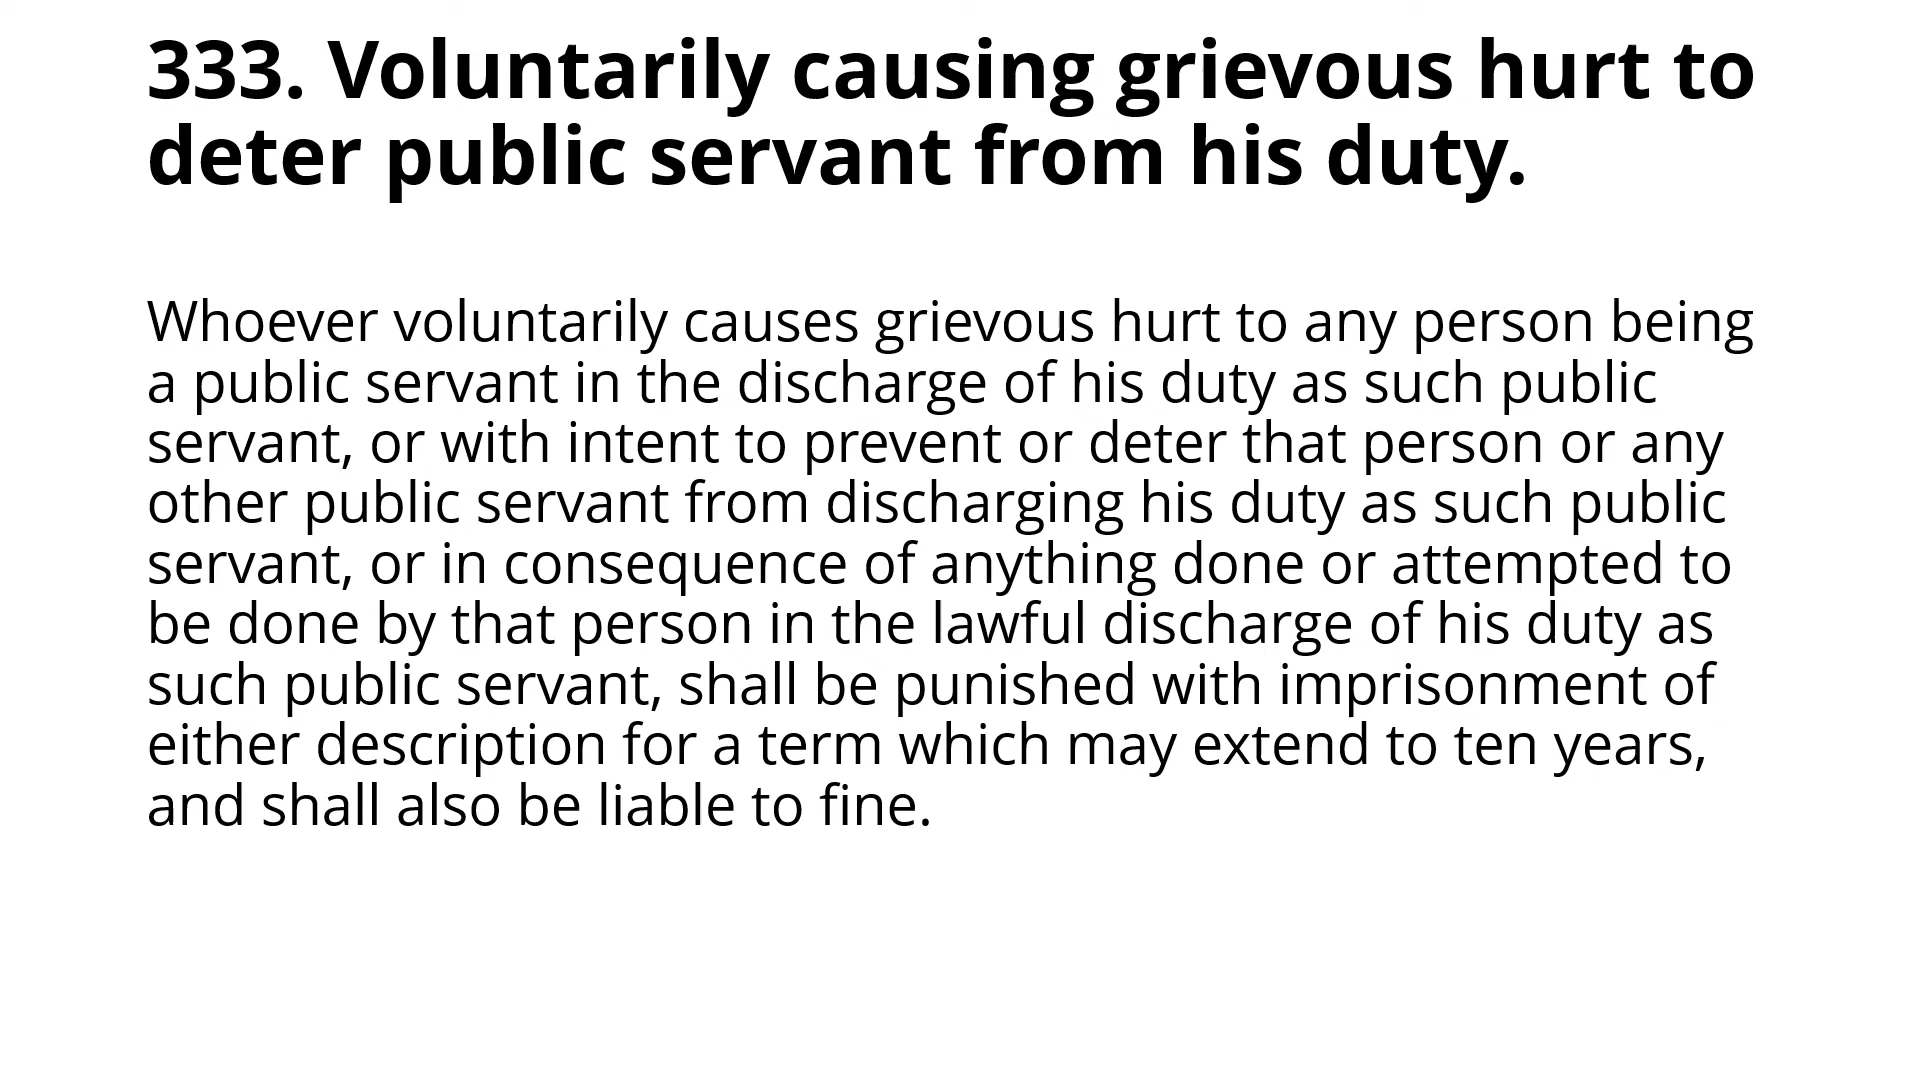 333. Voluntarily causing grievous hurt to
deter public servant from his duty.
Whoever voluntarily causes grievous hurt to any person being
a public servant in the discharge of his duty as such public
servant, or with intent to prevent or deter that person or any
other public servant from discharging his duty as such public
servant, or in consequence of anything done or attempted to
be done by that person in the lawful discharge of his duty as
such public servant, shall be punished with imprisonment of
either description for a term which may extend to ten years,
and shall also be liable to fine.